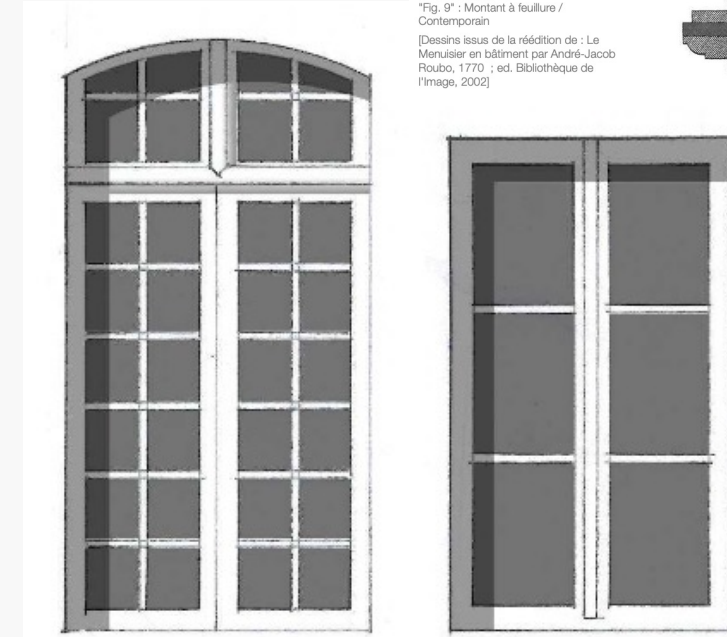 "Fig. 9" : Montant à feuillure /
Contemporain
[Dessins issus de la réédition de : Le
Menuisier en bâtiment par André-Jacob
Roubo, 1770  ; ed. Bibliothèque de
l'Image, 2002]